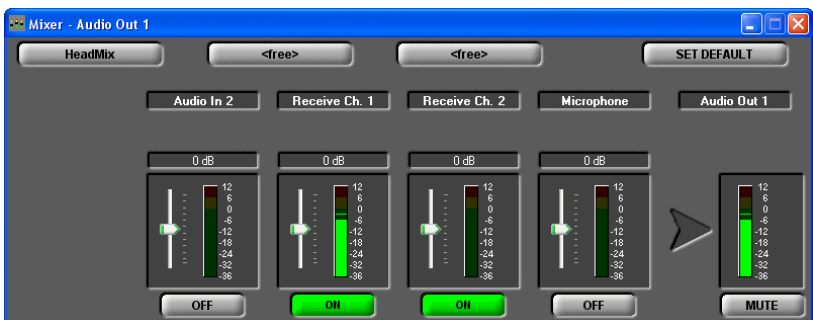 Mixer - Audio Out 1
HeadMix <free> <free> SET DEFAULT
Audio In 2 Receive Ch. 1 Receive Ch. 2 Microphone Audio Out 1
0 dB 0 dB 0 dB 0 dB
12 12 12 12 12
6 6 6 6 6
0 0 0 0 0
-6 -6 -6 -6 -6
-12 -12 -12 -12 -12
-18 -18 -18 -18 -18
-24 -24 -24 -24 -24
-32 -32 -32 -32 -32
-36 -36 -36 -36 -36
OFF ON ON OFF MUTE